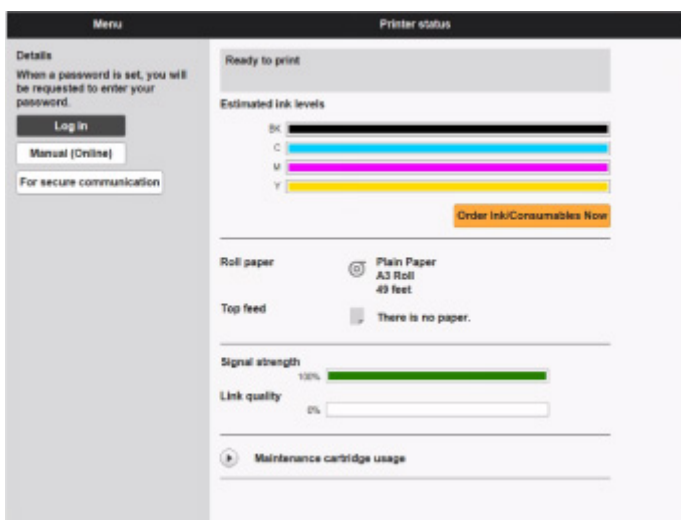 Menu
Printer status
Details
When a password is set, you will
be requested to enter your
password.
Log in
Manual (Online)
For secure communication
Ready to print
Estimated ink levels
BK
C
M
Y
Order Ink/Consumables Now
Roll paper
Plain Paper
A3 Roll
49 feet
Top feed
There is no paper.
Signal strength
100%
Link quality
0%
Maintenance cartridge usage